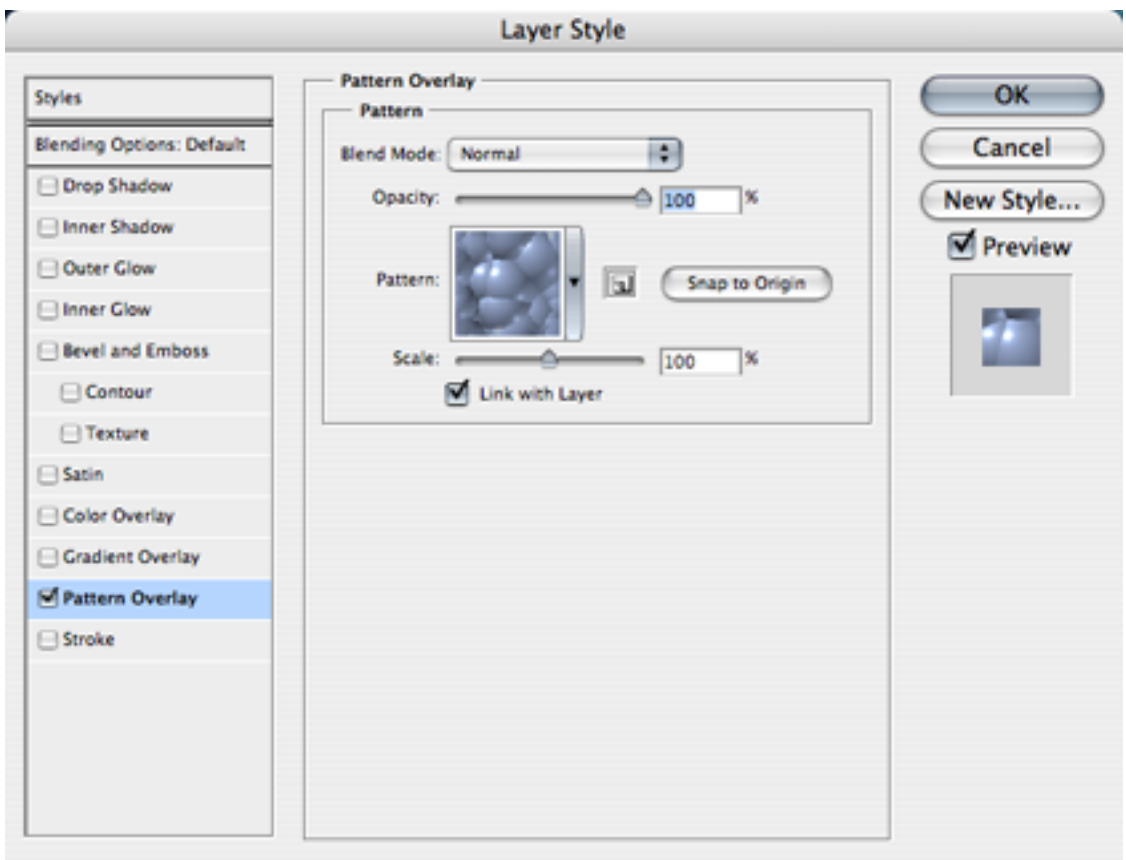 Layer Style
Styles
Blending Options: Default
Drop Shadow
Inner Shadow
Outer Glow
Inner Glow
Bevel and Emboss
Contour
Texture
Satin
Color Overlay
Gradient Overlay
Pattern Overlay
Stroke
Pattern Overlay
Pattern
Blend Mode: Normal
Opacity: 100 %
Pattern:
Snap to Origin
Scale: 100 %
Link with Layer
OK
Cancel
New Style...
Preview